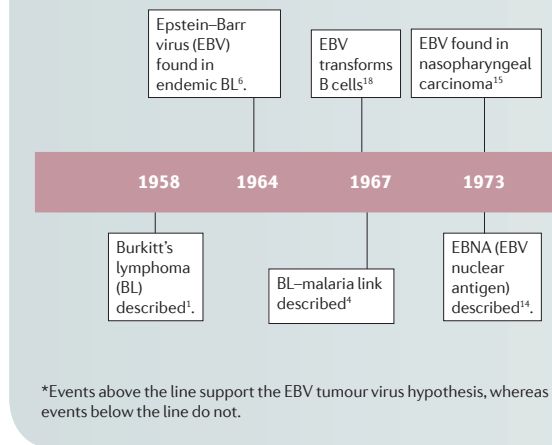 Epstein–Barr
virus (EBV)
found in
endemic BL⁶.
EBV
transforms
B cells¹⁸
EBV found in
nasopharyngeal
carcinoma¹⁵
1958 1964 1967 1973
Burkitt's
lymphoma
(BL)
described¹.
BL–malaria link
described⁴
EBNA (EBV
nuclear
antigen)
described¹⁴.
*Events above the line support the EBV tumour virus hypothesis, whereas
events below the line do not.